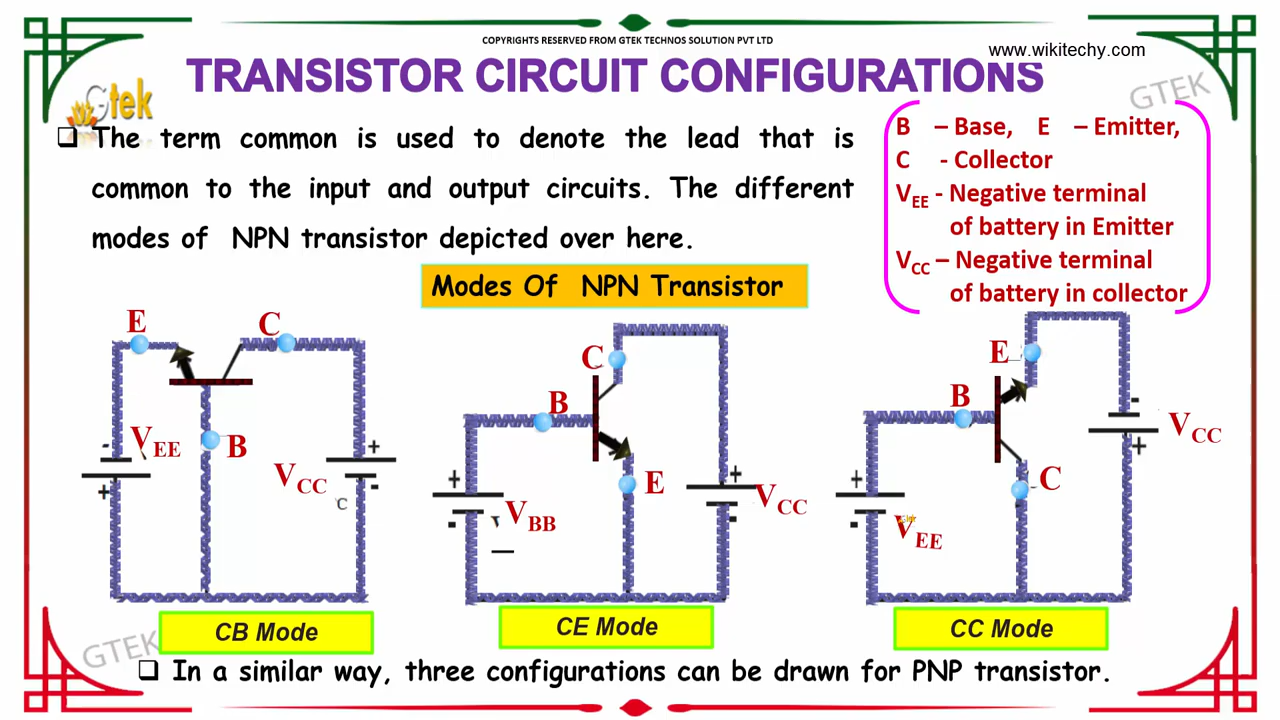 COPYRIGHTS RESERVED FROM GTEK TECHNOS SOLUTION PVT LTD
www.wikitechy.com
TRANSISTOR CIRCUIT CONFIGURATIONS
Gtek
GTEK
❑ The term common is used to denote the lead that is
common to the input and output circuits. The different
modes of NPN transistor depicted over here.
B – Base, E – Emitter,
C - Collector
VEE - Negative terminal
of battery in Emitter
VCC – Negative terminal
of battery in collector
Modes Of NPN Transistor
E
C
B
VEE
-
+
VCC
+
-
C
CB Mode
C
B
E
+
-
VBB
+
-
VCC
CE Mode
E
B
C
+
-
VEE
-
+
VCC
CC Mode
GTEK
GTEK
❑ In a similar way, three configurations can be drawn for PNP transistor.